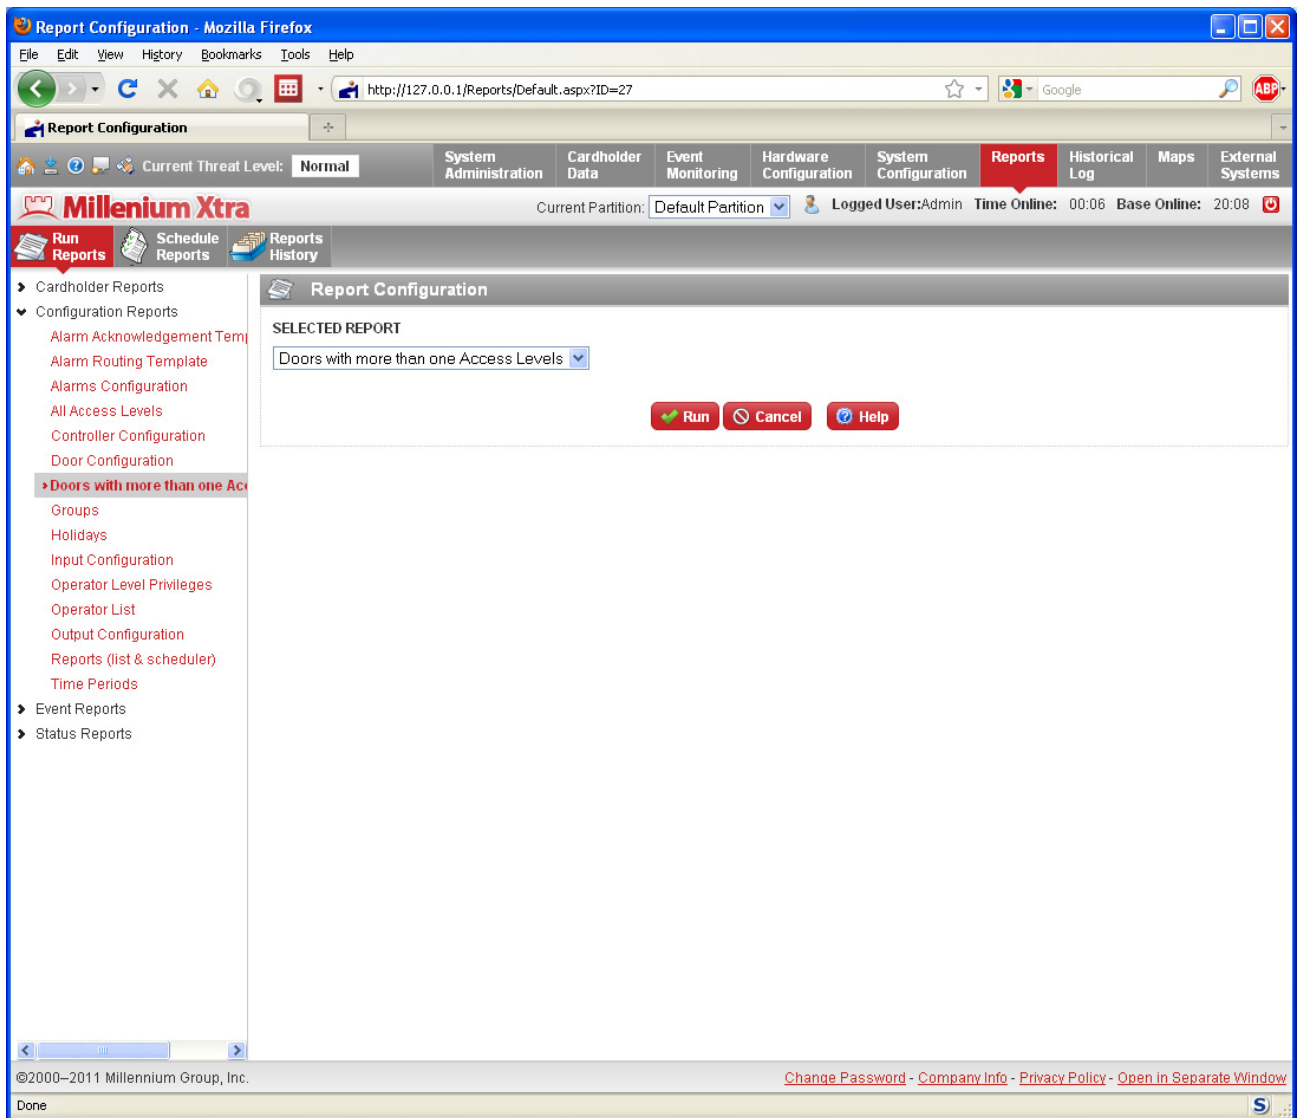 Report Configuration - Mozilla Firefox
File Edit View History Bookmarks Tools Help
http://127.0.0.1/Reports/Default.aspx?ID=27
Google
ABP
Report Configuration
Current Threat Level: Normal
System Administration
Cardholder Data
Event Monitoring
Hardware Configuration
System Configuration
Reports
Historical Log
Maps
External Systems
Millenium Xtra
Current Partition: Default Partition
Logged User:Admin Time Online: 00:06 Base Online: 20:08
Run Reports
Schedule Reports
Reports History
Cardholder Reports
Configuration Reports
Alarm Acknowledgement Temp
Alarm Routing Template
Alarms Configuration
All Access Levels
Controller Configuration
Door Configuration
Doors with more than one Acc
Groups
Holidays
Input Configuration
Operator Level Privileges
Operator List
Output Configuration
Reports (list & scheduler)
Time Periods
Event Reports
Status Reports
Report Configuration
SELECTED REPORT
Doors with more than one Access Levels
Run Cancel Help
©2000–2011 Millennium Group, Inc.
Change Password - Company Info - Privacy Policy - Open in Separate Window
Done
S